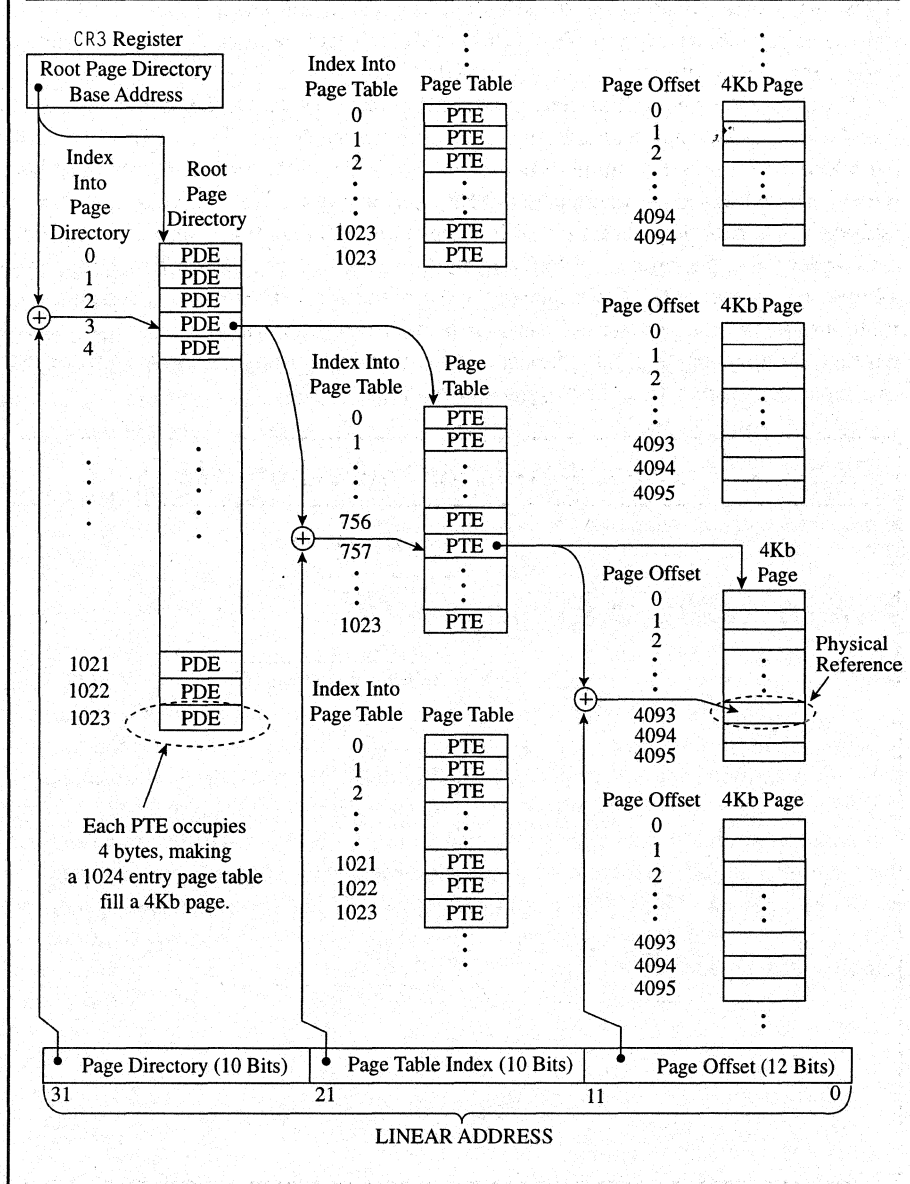 CR3 Register
Root Page Directory
Base Address
Index
Into
Page
Directory
0
1
2
3
4
1021
1022
1023
Root
Page
Directory
PDE
PDE
PDE
PDE
PDE
PDE
PDE
PDE
Each PTE occupies
4 bytes, making
a 1024 entry page table
fill a 4Kb page.
Index Into
Page Table
0
1
2
1023
1023
Page Table
PTE
PTE
PTE
PTE
PTE
Index Into
Page Table
0
1
756
757
1023
Page
Table
PTE
PTE
PTE
PTE
PTE
Index Into
Page Table
0
1
2
1021
1022
1023
Page Table
PTE
PTE
PTE
PTE
PTE
PTE
Page Offset
0
1
2
4094
4094
4Kb Page
Page Offset
0
1
2
4093
4094
4095
4Kb Page
Page Offset
0
1
2
4093
4094
4095
4Kb
Page
Physical
Reference
Page Offset
0
1
2
4093
4094
4095
4Kb Page
Page Directory (10 Bits)
Page Table Index (10 Bits)
Page Offset (12 Bits)
31
21
11
0
LINEAR ADDRESS